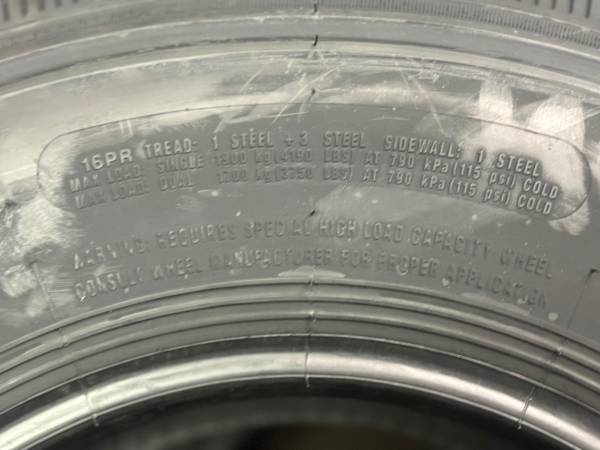 16PR TREAD: 1 STEEL + 3 STEEL SIDEWALL: 1 STEEL
MAX LOAD: SINGLE 1900 kg (4190 LBS) AT 790 kPa (115 psi) COLD
MAX LOAD: DUAL 1700 kg (3750 LBS) AT 790 kPa (115 psi) COLD
WARNING: REQUIRES SPECIAL HIGH LOAD CAPACITY WHEEL
CONSULT WHEEL MANUFACTURER FOR PROPER APPLICATION